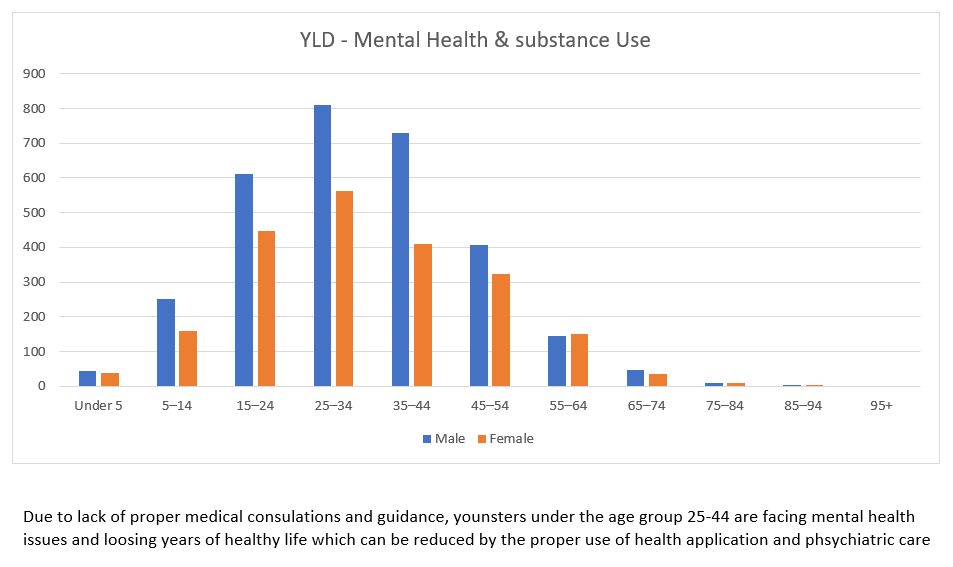 YLD - Mental Health & substance Use
900
800
700
600
500
400
300
200
100
0
Under 5 5–14 15–24 25–34 35–44 45–54 55–64 65–74 75–84 85–94 95+
Male Female
Due to lack of proper medical consulations and guidance, younsters under the age group 25-44 are facing mental health
issues and loosing years of healthy life which can be reduced by the proper use of health application and phsychiatric care